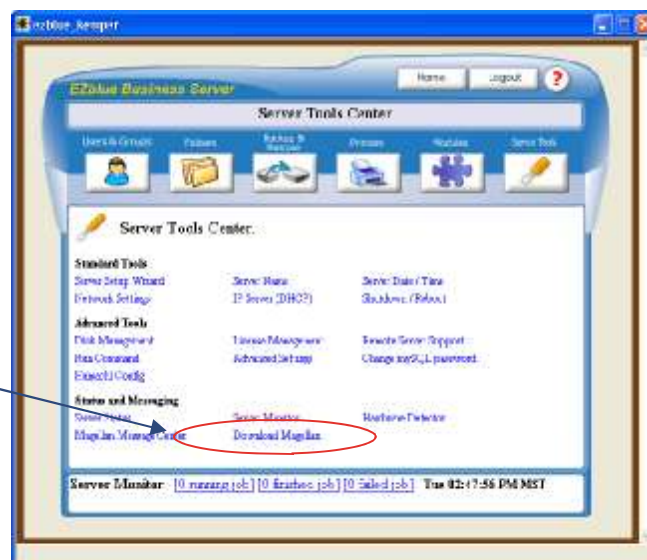 ezblue_kemper
EZblue Business Server
Home Logout ?
Server Tools Center
Users & Groups Folders Backup & Restore Printers Modules Server Tools
Server Tools Center.
Standard Tools
Server Setup Wizard Server Name Server Date / Time
Network Settings IP Server (DHCP) Shutdown / Reboot
Advanced Tools
Disk Management License Management Remote Server Support
Run Command Advanced Settings Change mySQL password
Config
Status and Messaging
Server Status Server Monitor Hardware Detector
Magellan Message Center Download Magellan
Server Monitor [0 running job] [0 finished job] [0 failed job] Tue 02:47:56 PM MST